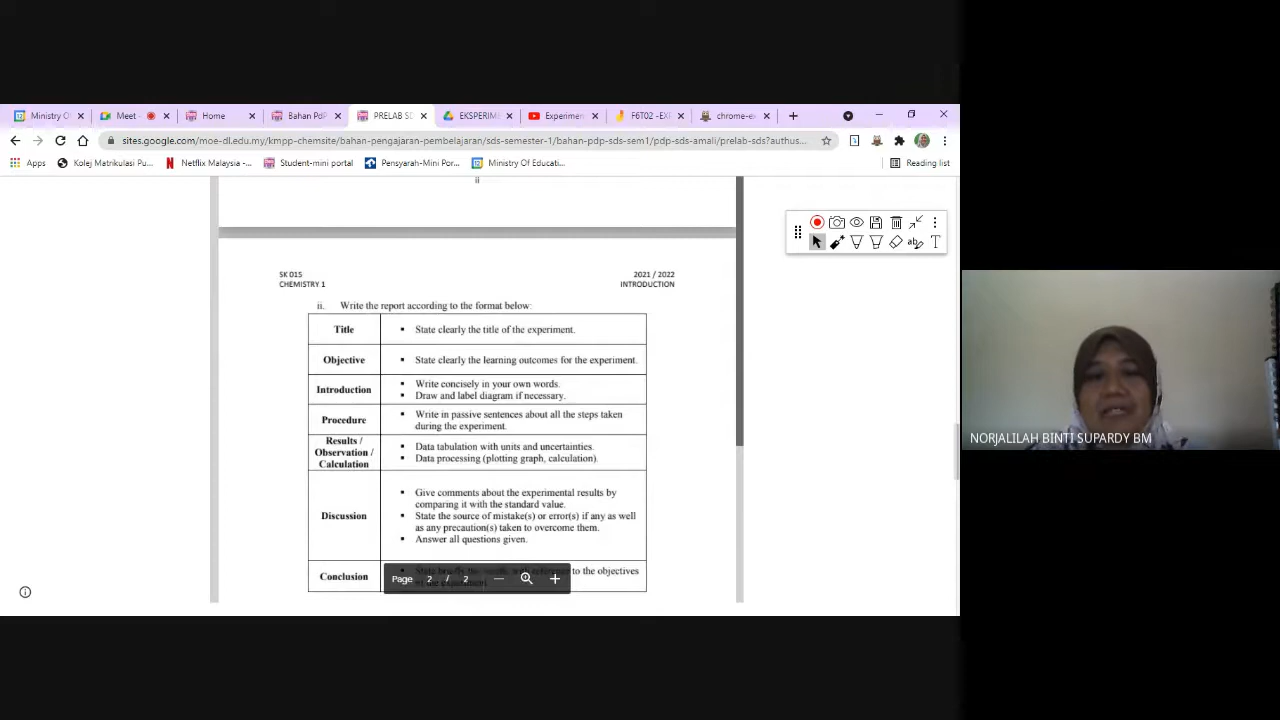 Ministry O
Meet -
Home
Bahan PdP
PRELAB SD
EKSPERIM
Experimen
F6T02 - EXP
chrome-ex
sites.google.com/moe-dl.edu.my/kmpp-chemsite/bahan-pengajaran-pembelajaran/sds-semester-1/bahan-pdp-sds-sem1/pdp-sds-amali/prelab-sds?authus...
Apps
Kolej Matrikulasi Pu...
Netflix Malaysia -...
Student-mini portal
Pensyarah-Mini Por...
Ministry Of Educati...
Reading list
ii
SK 015
2021 / 2022
CHEMISTRY 1
INTRODUCTION
ii. Write the report according to the format below:
Title
▪ State clearly the title of the experiment.
Objective
▪ State clearly the learning outcomes for the experiment.
Introduction
▪ Write concisely in your own words.
▪ Draw and label diagram if necessary.
Procedure
▪ Write in passive sentences about all the steps taken
during the experiment.
Results /
Observation /
Calculation
▪ Data tabulation with units and uncertainties.
▪ Data processing (plotting graph, calculation).
Discussion
▪ Give comments about the experimental results by
comparing it with the standard value.
▪ State the source of mistake(s) or error(s) if any as well
as any precaution(s) taken to overcome them.
▪ Answer all questions given.
Conclusion
to the objectives
Page 2 / 2
T
NORJALILAH BINTI SUPARDY BM